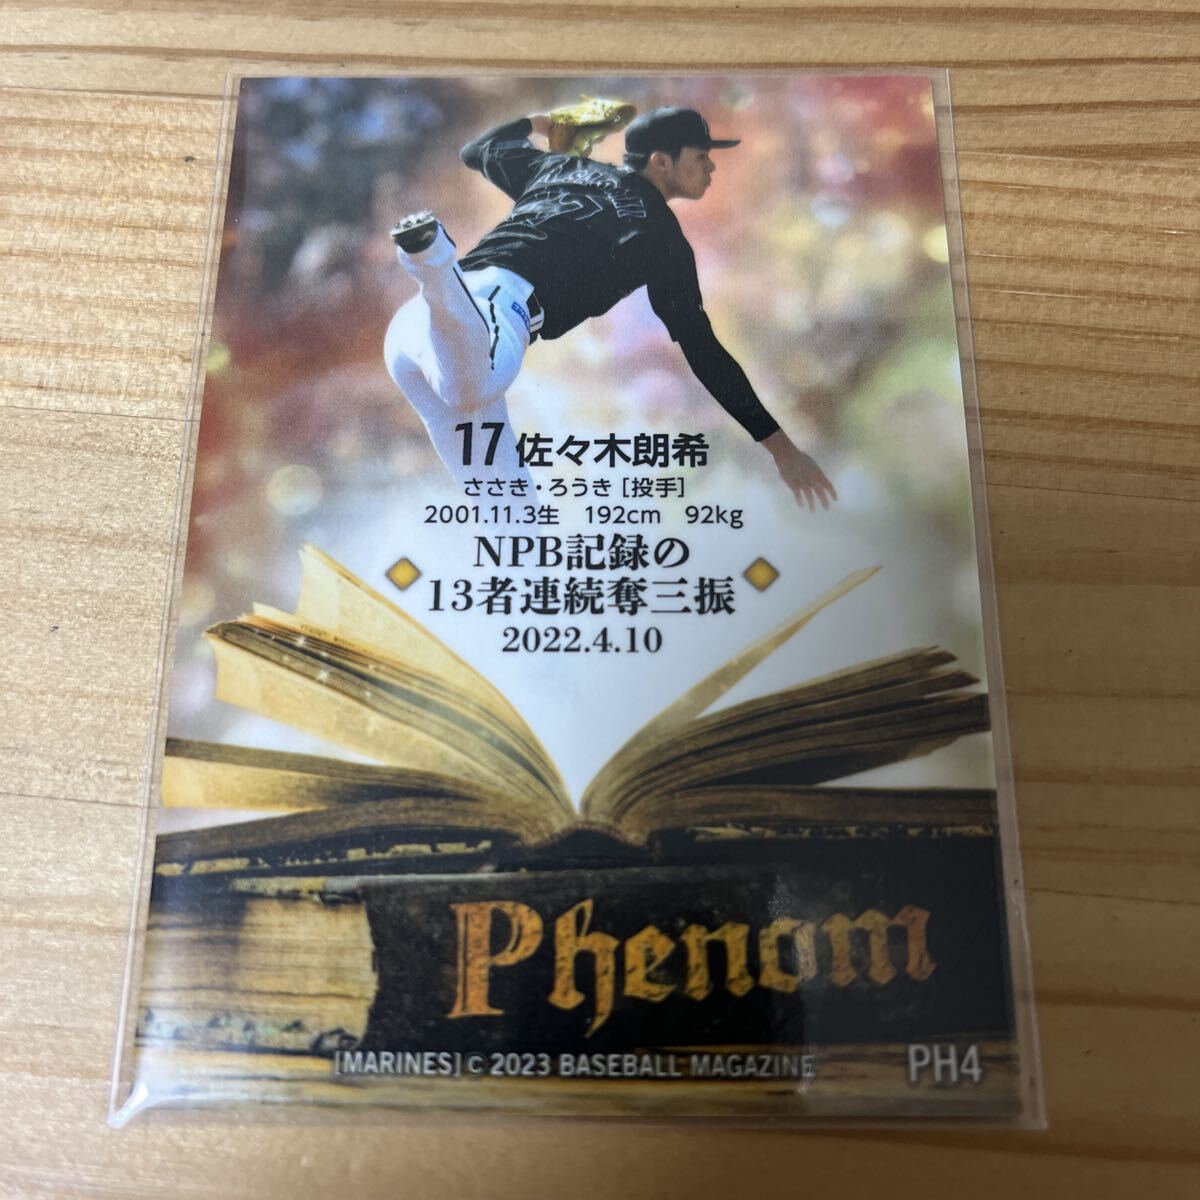 17 佐々木朗希
ささき・ろうき [投手]
2001.11.3生 192cm 92kg
NPB記録の
13者連続奪三振
2022.4.10
Phenom
[MARINES] © 2023 BASEBALL MAGAZINE PH4